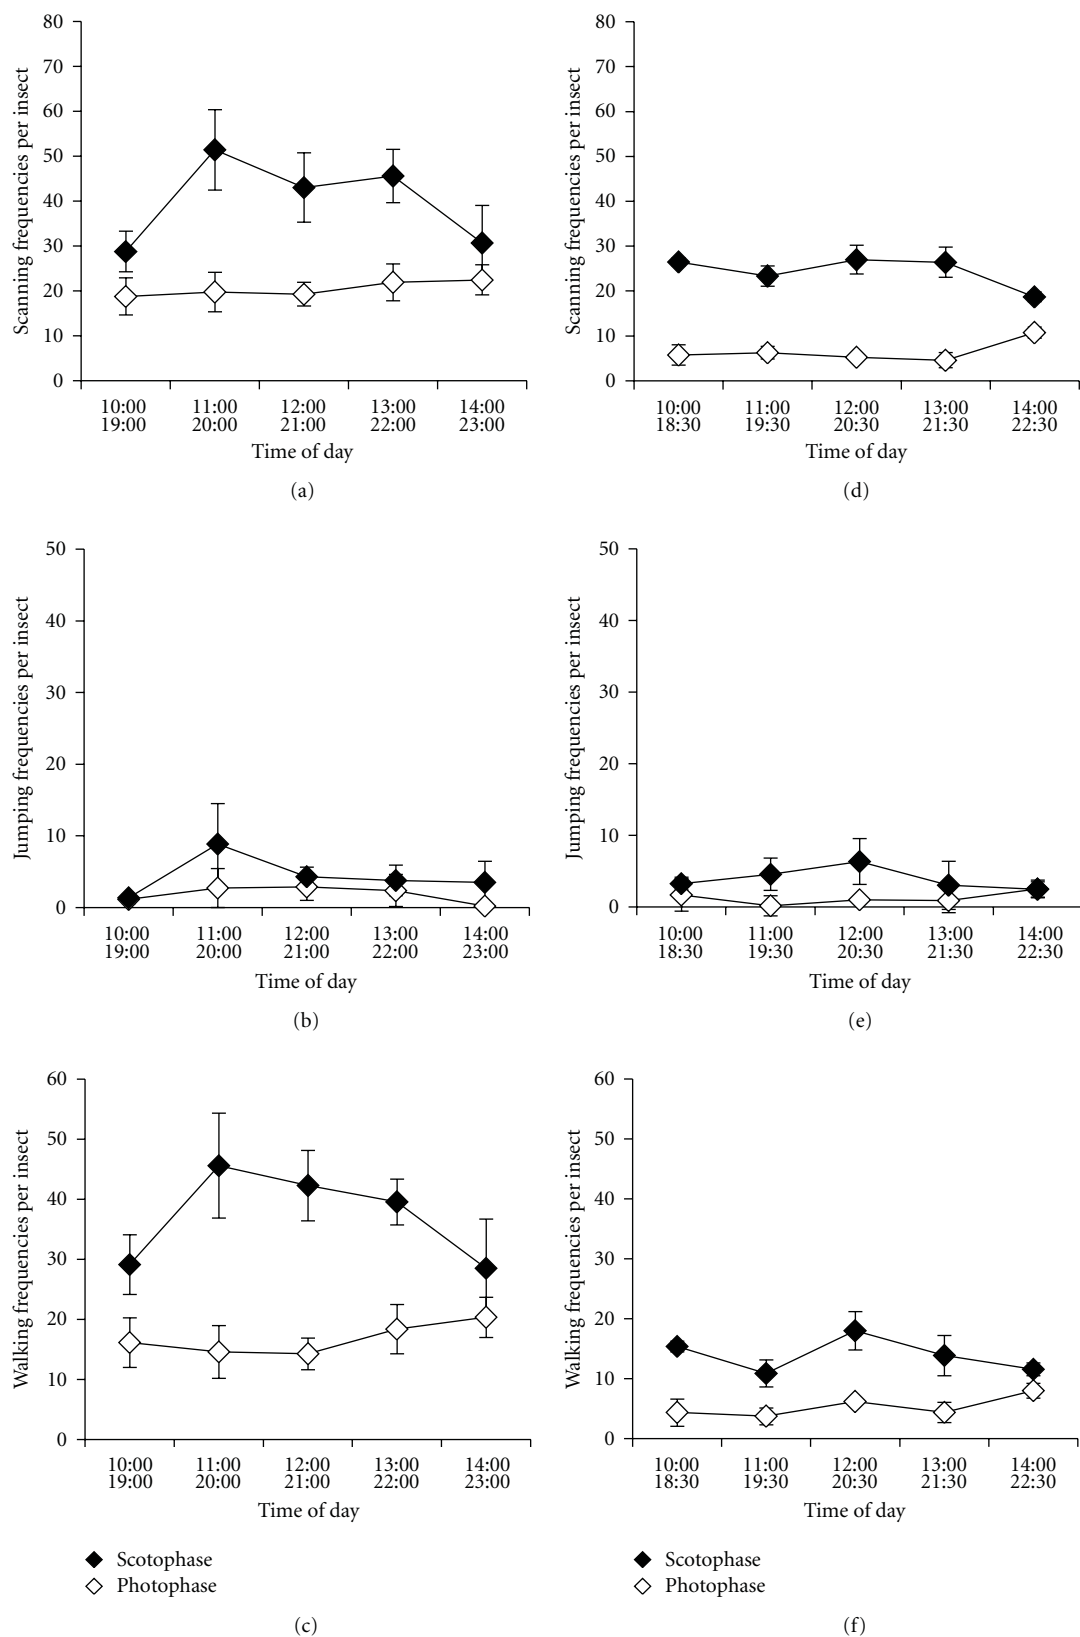 80
70
60
50
40
30
20
10
0
Scanning frequencies per insect
10:00 11:00 12:00 13:00 14:00
19:00 20:00 21:00 22:00 23:00
Time of day
(a)
80
70
60
50
40
30
20
10
0
Scanning frequencies per insect
10:00 11:00 12:00 13:00 14:00
18:30 19:30 20:30 21:30 22:30
Time of day
(d)
50
40
30
20
10
0
Jumping frequencies per insect
10:00 11:00 12:00 13:00 14:00
19:00 20:00 21:00 22:00 23:00
Time of day
(b)
50
40
30
20
10
0
Jumping frequencies per insect
10:00 11:00 12:00 13:00 14:00
18:30 19:30 20:30 21:30 22:30
Time of day
(e)
60
50
40
30
20
10
0
Walking frequencies per insect
10:00 11:00 12:00 13:00 14:00
19:00 20:00 21:00 22:00 23:00
Time of day
Scotophase
Photophase
(c)
60
50
40
30
20
10
0
Walking frequencies per insect
10:00 11:00 12:00 13:00 14:00
18:30 19:30 20:30 21:30 22:30
Time of day
Scotophase
Photophase
(f)